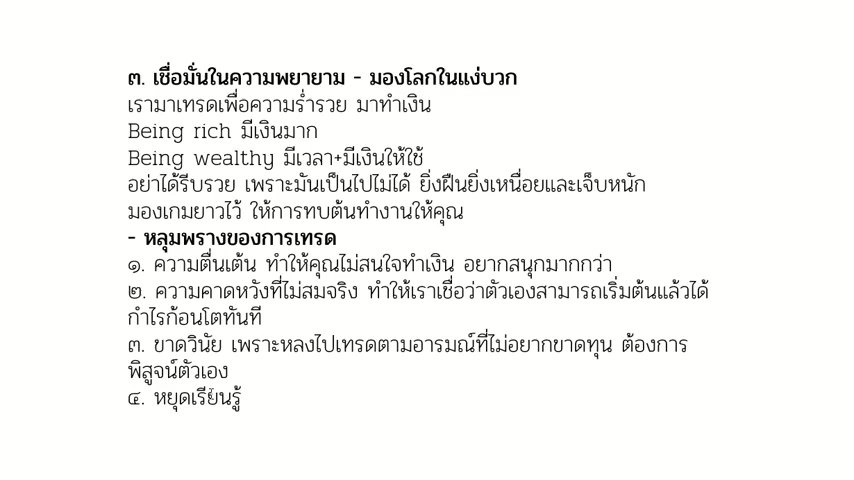 ๓. เชื่อมั่นในความพยายาม - มองโลกในแง่บวก
เรามาเทรดเพื่อความร่ำรวย มาทำเงิน
Being rich มีเงินมาก
Being wealthy มีเวลา+มีเงินให้ใช้
อย่าได้รีบรวย เพราะมันเป็นไปไม่ได้ ยิ่งฝืนยิ่งเหนื่อยและเจ็บหนัก
มองเกมยาวไว้ ให้การทบต้นทำงานให้คุณ
- หลุมพรางของการเทรด
๑. ความตื่นเต้น ทำให้คุณไม่สนใจทำเงิน อยากสนุกมากกว่า
๒. ความคาดหวังที่ไม่สมจริง ทำให้เราเชื่อว่าตัวเองสามารถเริ่มต้นแล้วได้
กำไรก้อนโตทันที
๓. ขาดวินัย เพราะหลงไปเทรดตามอารมณ์ที่ไม่อยากขาดทุน ต้องการ
พิสูจน์ตัวเอง
๔. หยุดเรียนรู้